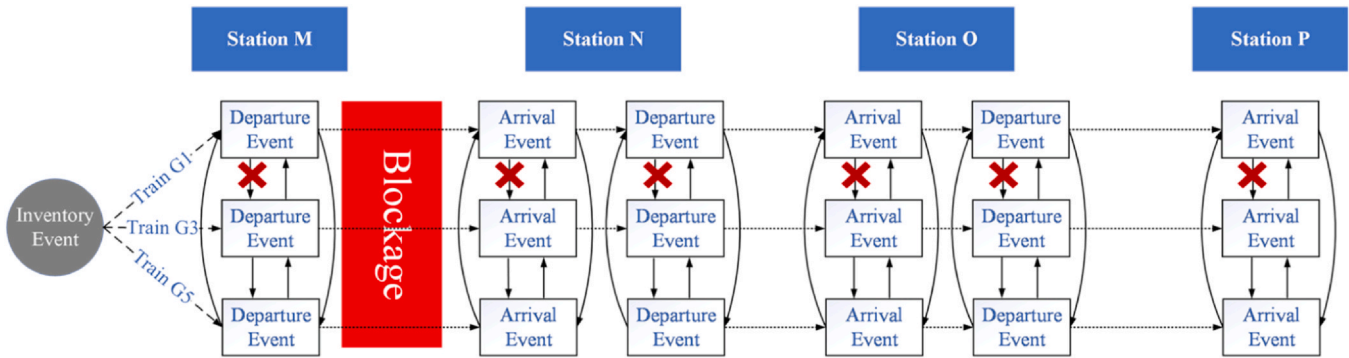 Station M
Station N
Station O
Station P
Inventory
Event
Train G1
Train G3
Train G5
Departure
Event
Departure
Event
Departure
Event
Blockage
Arrival
Event
Arrival
Event
Arrival
Event
Departure
Event
Departure
Event
Departure
Event
Arrival
Event
Arrival
Event
Arrival
Event
Departure
Event
Departure
Event
Departure
Event
Arrival
Event
Arrival
Event
Arrival
Event